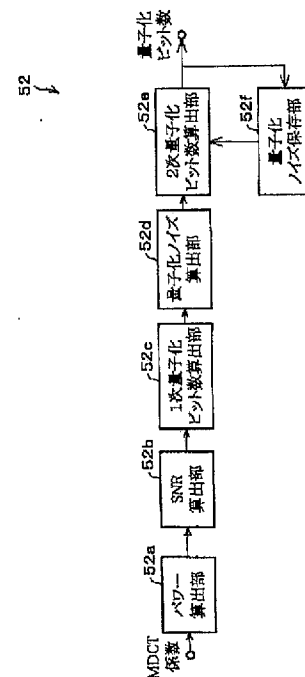 52
MDCT
係数
52a
パワー
算出部
52b
SNR
算出部
52c
1次量子化
ビット数算出部
52d
量子化ノイズ
算出部
52e
2次量子化
ビット数算出部
量子化
ビット数
52f
量子化
ノイズ保存部